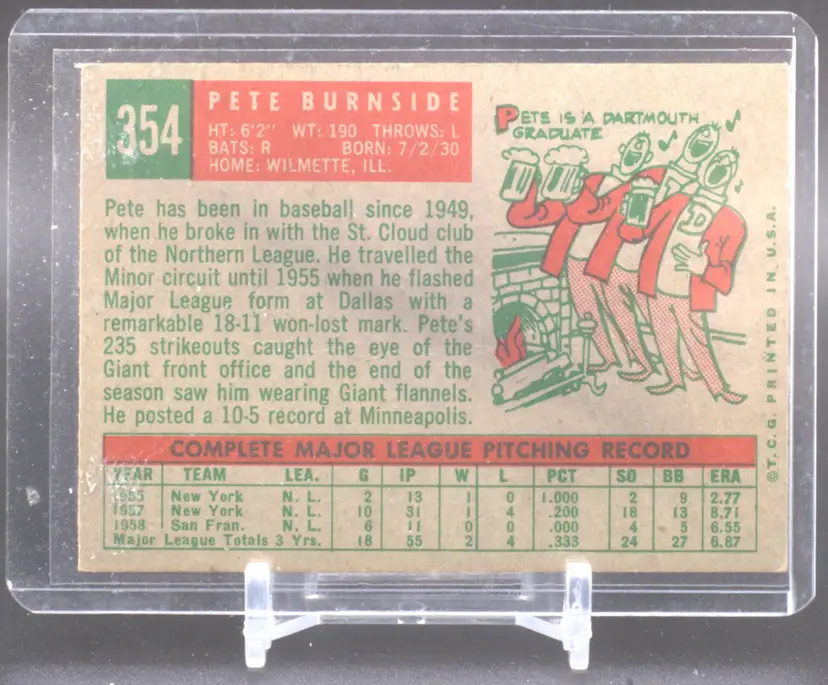 354
PETE BURNSIDE
HT: 6'2" WT: 190 THROWS: L
BATS: R BORN: 7/2/30
HOME: WILMETTE, ILL.
PETE IS A DARTMOUTH
GRADUATE
D
Pete has been in baseball since 1949,
when he broke in with the St. Cloud club
of the Northern League. He travelled the
Minor circuit until 1955 when he flashed
Major League form at Dallas with a
remarkable 18-11 won-lost mark. Pete's
235 strikeouts caught the eye of the
Giant front office and the end of the
season saw him wearing Giant flannels.
He posted a 10-5 record at Minneapolis.
COMPLETE MAJOR LEAGUE PITCHING RECORD
YEAR TEAM LEA. G IP W L PCT SO BB ERA
1955 New York N. L. 2 13 1 0 1.000 2 9 2.77
1957 New York N. L. 10 31 1 4 .200 18 13 8.71
1958 San Fran. N. L. 6 11 0 0 .000 4 5 6.55
Major League Totals 3 Yrs. 18 55 2 4 .333 24 27 6.87
©T.C.G. PRINTED IN U.S.A.